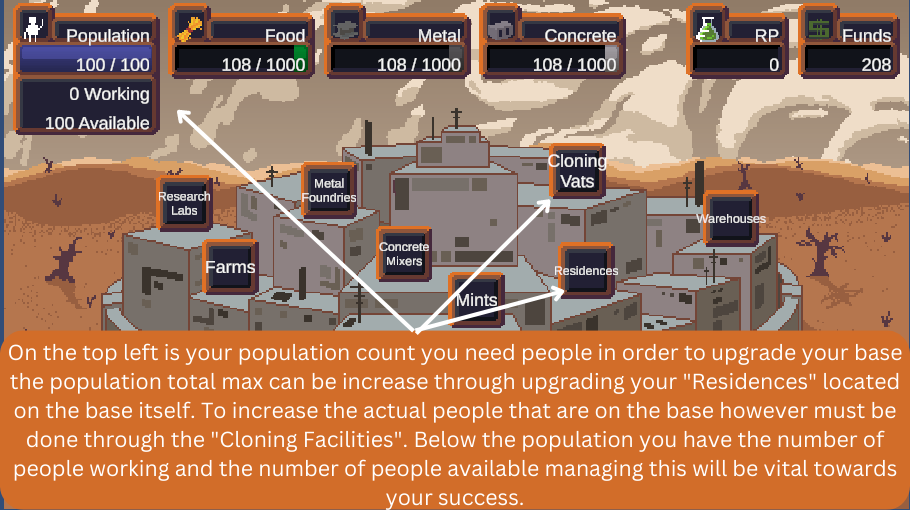 Population
Food
Metal
Concrete
RP
Funds
100 / 100
108 / 1000
108 / 1000
108 / 1000
0
208
0 Working
100 Available
Cloning
Vats
Metal
Foundries
Research
Labs
Warehouses
Concrete
Mixers
Farms
Residences
Mints
On the top left is your population count you need people in order to upgrade your base
the population total max can be increase through upgrading your "Residences" located
on the base itself. To increase the actual people that are on the base however must be
done through the "Cloning Facilities". Below the population you have the number of
people working and the number of people available managing this will be vital towards
your success.